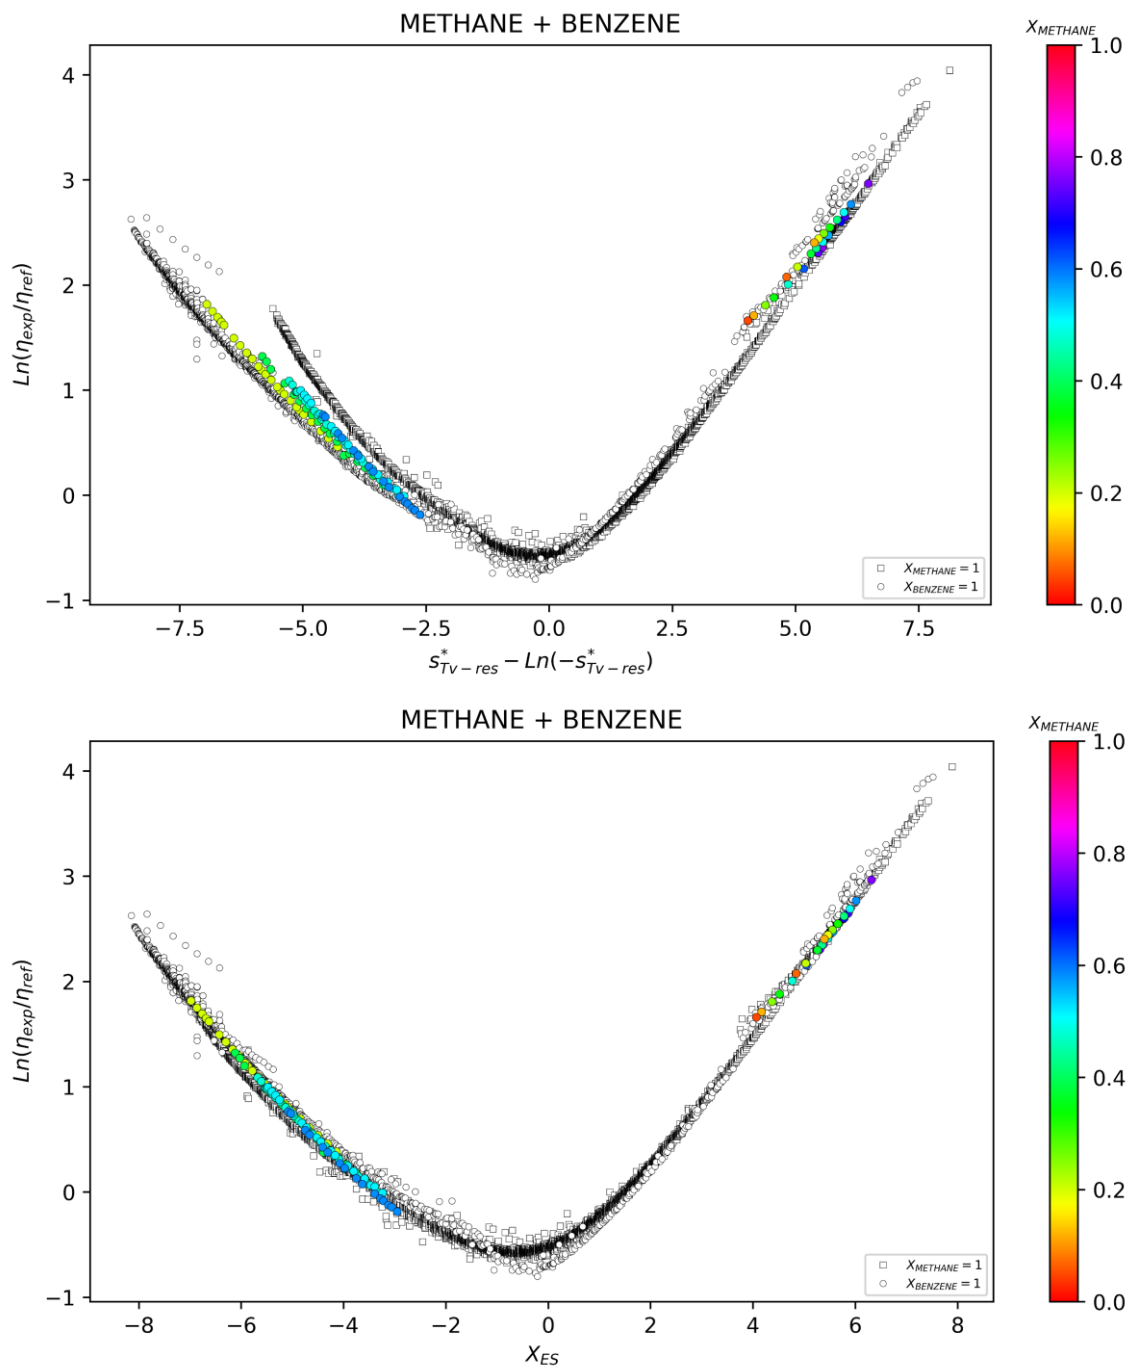 METHANE + BENZENE
X_METHANE
1.0
0.8
0.6
0.4
0.2
0.0
4
3
2
1
0
−1
Ln(η_exp/η_ref)
−7.5 −5.0 −2.5 0.0 2.5 5.0 7.5
s*_Tv−res − Ln(−s*_Tv−res)
X_METHANE = 1
X_BENZENE = 1
METHANE + BENZENE
X_METHANE
1.0
0.8
0.6
0.4
0.2
0.0
4
3
2
1
0
−1
Ln(η_exp/η_ref)
−8 −6 −4 −2 0 2 4 6 8
X_ES
X_METHANE = 1
X_BENZENE = 1